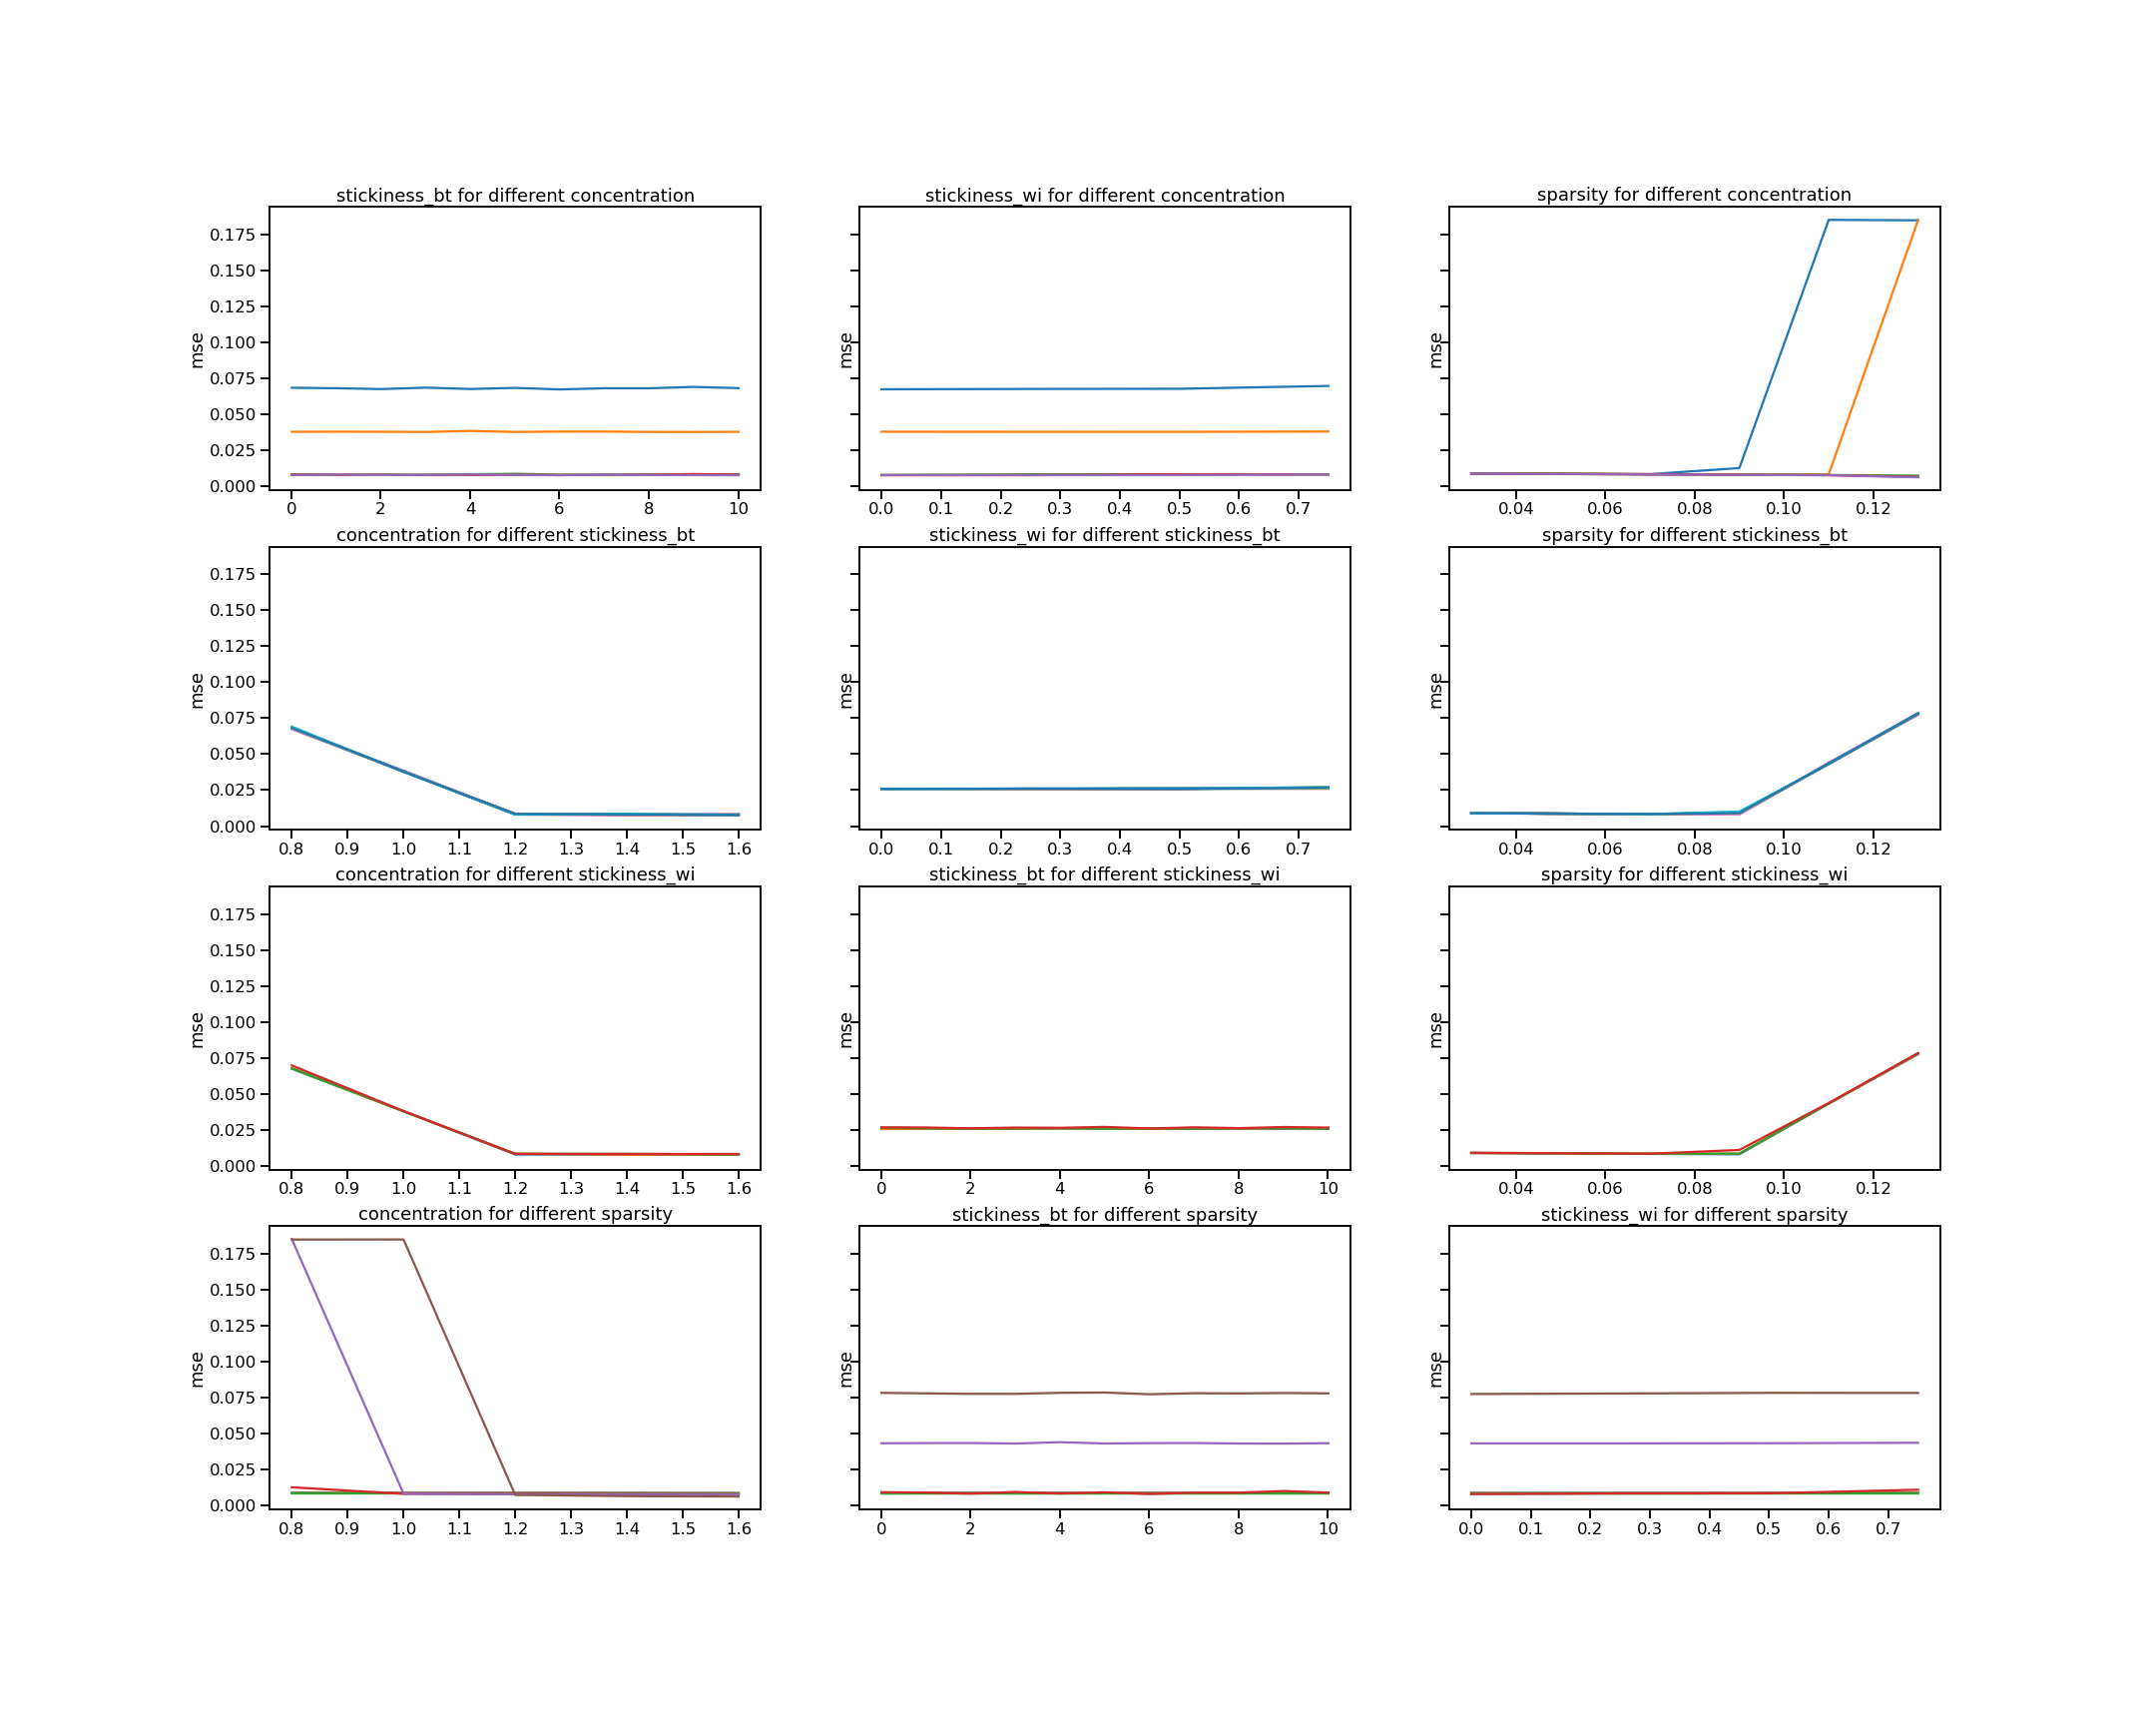 stickiness_bt for different concentration
stickiness_wi for different concentration
sparsity for different concentration
0.175
0.150
0.125
0.100
0.075
0.050
0.025
0.000
mse
mse
mse
0 2 4 6 8 10
0.0 0.1 0.2 0.3 0.4 0.5 0.6 0.7
0.04 0.06 0.08 0.10 0.12
concentration for different stickiness_bt
stickiness_wi for different stickiness_bt
sparsity for different stickiness_bt
0.175
0.150
0.125
0.100
0.075
0.050
0.025
0.000
mse
mse
mse
0.8 0.9 1.0 1.1 1.2 1.3 1.4 1.5 1.6
0.0 0.1 0.2 0.3 0.4 0.5 0.6 0.7
0.04 0.06 0.08 0.10 0.12
concentration for different stickiness_wi
stickiness_bt for different stickiness_wi
sparsity for different stickiness_wi
0.175
0.150
0.125
0.100
0.075
0.050
0.025
0.000
mse
mse
mse
0.8 0.9 1.0 1.1 1.2 1.3 1.4 1.5 1.6
0 2 4 6 8 10
0.04 0.06 0.08 0.10 0.12
concentration for different sparsity
stickiness_bt for different sparsity
stickiness_wi for different sparsity
0.175
0.150
0.125
0.100
0.075
0.050
0.025
0.000
mse
mse
mse
0.8 0.9 1.0 1.1 1.2 1.3 1.4 1.5 1.6
0 2 4 6 8 10
0.0 0.1 0.2 0.3 0.4 0.5 0.6 0.7